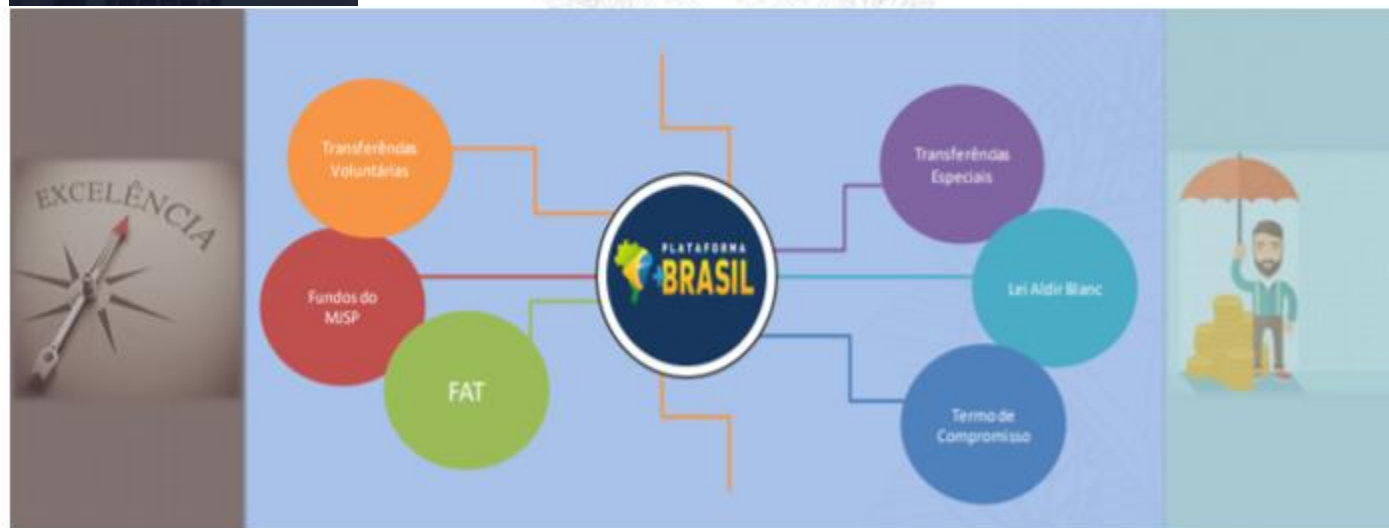 EXCELÊNCIA
Transferências
Voluntárias
Fundos do
MJSP
FAT
PLATAFORMA
+BRASIL
Transferências
Especiais
Lei Aldir Blanc
Termo de
Compromisso